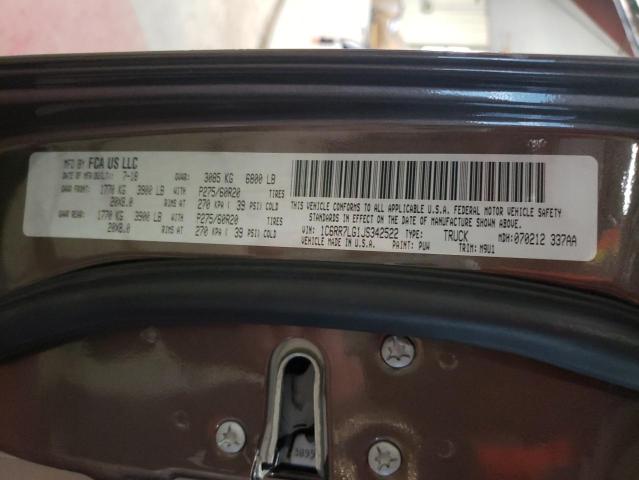 MFD BY FCA US LLC
DATE OF MFR 7-18 GVWR: 3085 KG 6800 LB
GAWR FRONT: 1770 KG 3900 LB WITH P275/60R20 TIRES
20X8.0 RIMS AT 270 KPA ( 39 PSI) COLD
GAWR REAR: 1770 KG 3900 LB WITH P275/60R20 TIRES
20X8.0 RIMS AT 270 KPA ( 39 PSI) COLD
THIS VEHICLE CONFORMS TO ALL APPLICABLE U.S.A. FEDERAL MOTOR VEHICLE SAFETY
STANDARDS IN EFFECT ON THE DATE OF MANUFACTURE SHOWN ABOVE.
VIN: 1C6RR7LG1JS342522 TYPE: TRUCK MDH: 070212 337AA
VEHICLE MADE IN U.S.A. PAINT: PUW TRIM: M9U1